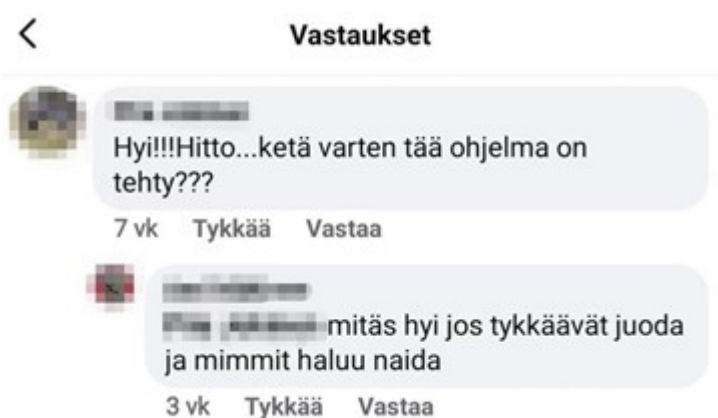 Vastaukset
Hyi!!!Hitto...ketä varten tää ohjelma on
tehty???
7 vk Tykkää Vastaa
mitäs hyi jos tykkäävät juoda
ja mimmit haluu naida
3 vk Tykkää Vastaa